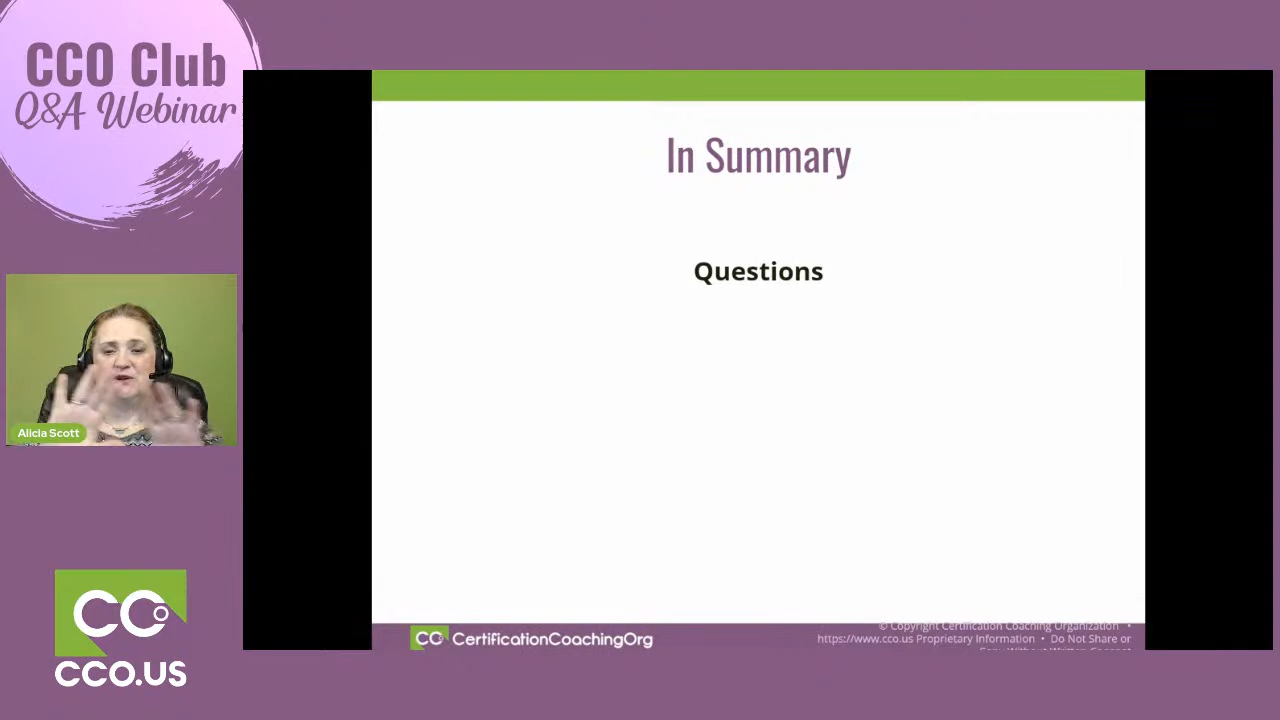 CCO Club
Q&A Webinar
In Summary
Questions
Alicia Scott
CCO
CCO.US
CCO CertificationCoachingOrg
© Copyright Certification Coaching Organization •
https://www.cco.us Proprietary Information • Do Not Share or